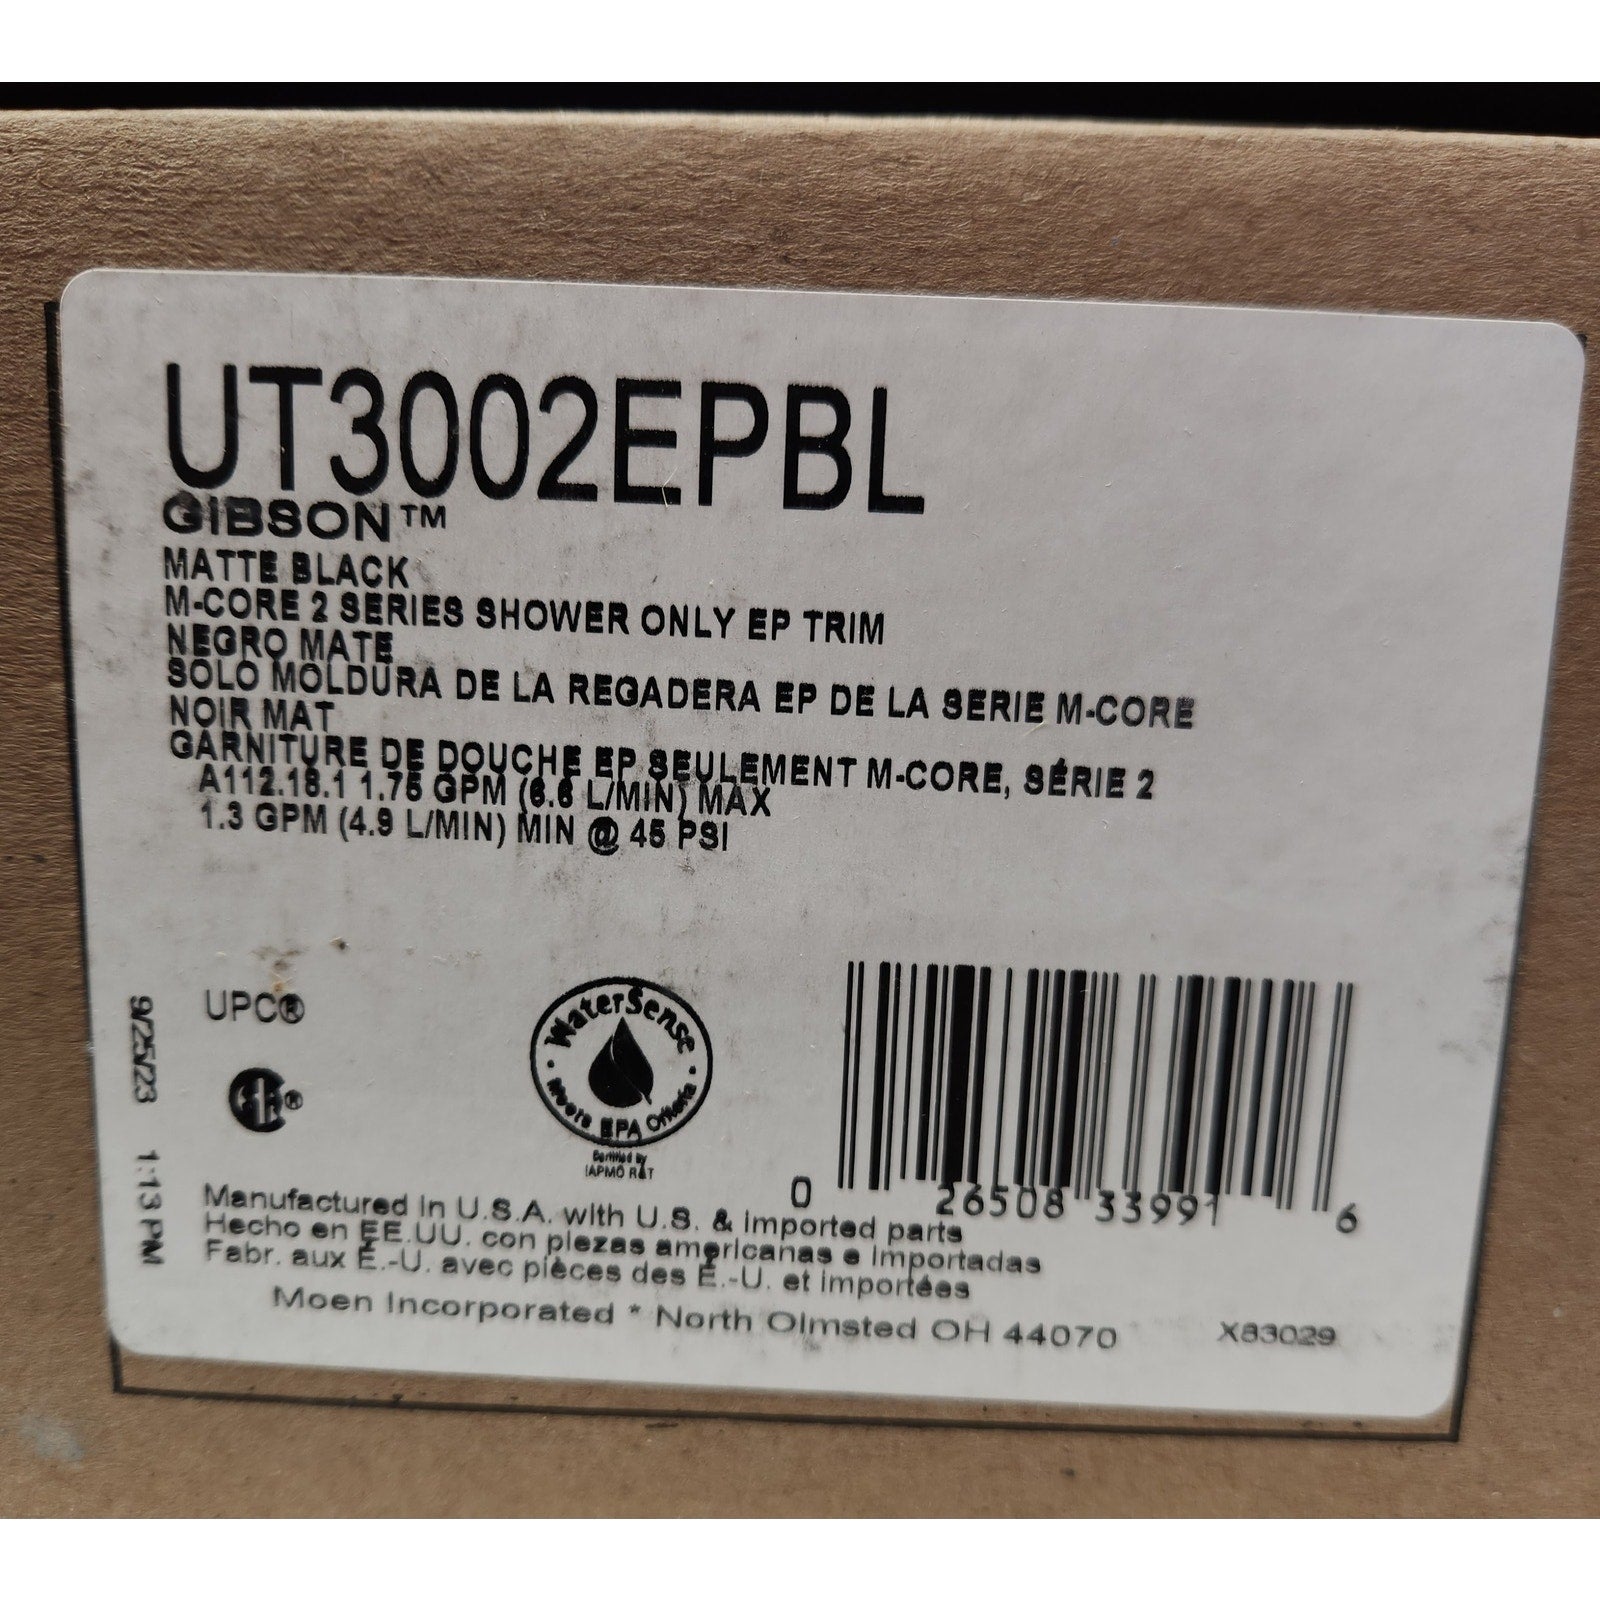 UT3002EPBL
GIBSON™
MATTE BLACK
M-CORE 2 SERIES SHOWER ONLY EP TRIM
NEGRO MATE
SOLO MOLDURA DE LA REGADERA EP DE LA SERIE M-CORE
NOIR MAT
GARNITURE DE DOUCHE EP SEULEMENT M-CORE, SÉRIE 2
A112.18.1 1.75 GPM (6.6 L/MIN) MAX
1.3 GPM (4.9 L/MIN) MIN @ 45 PSI
UPC®
9/25/23 1:13 PM
WaterSense
Meets EPA Criteria
Certified by
IAPMO R&T
®
0 26508 33991 6
Manufactured in U.S.A. with U.S. & imported parts
Hecho en EE.UU. con piezas americanas e importadas
Fabr. aux É.-U. avec pièces des É.-U. et importées
Moen Incorporated * North Olmsted OH 44070
X83029